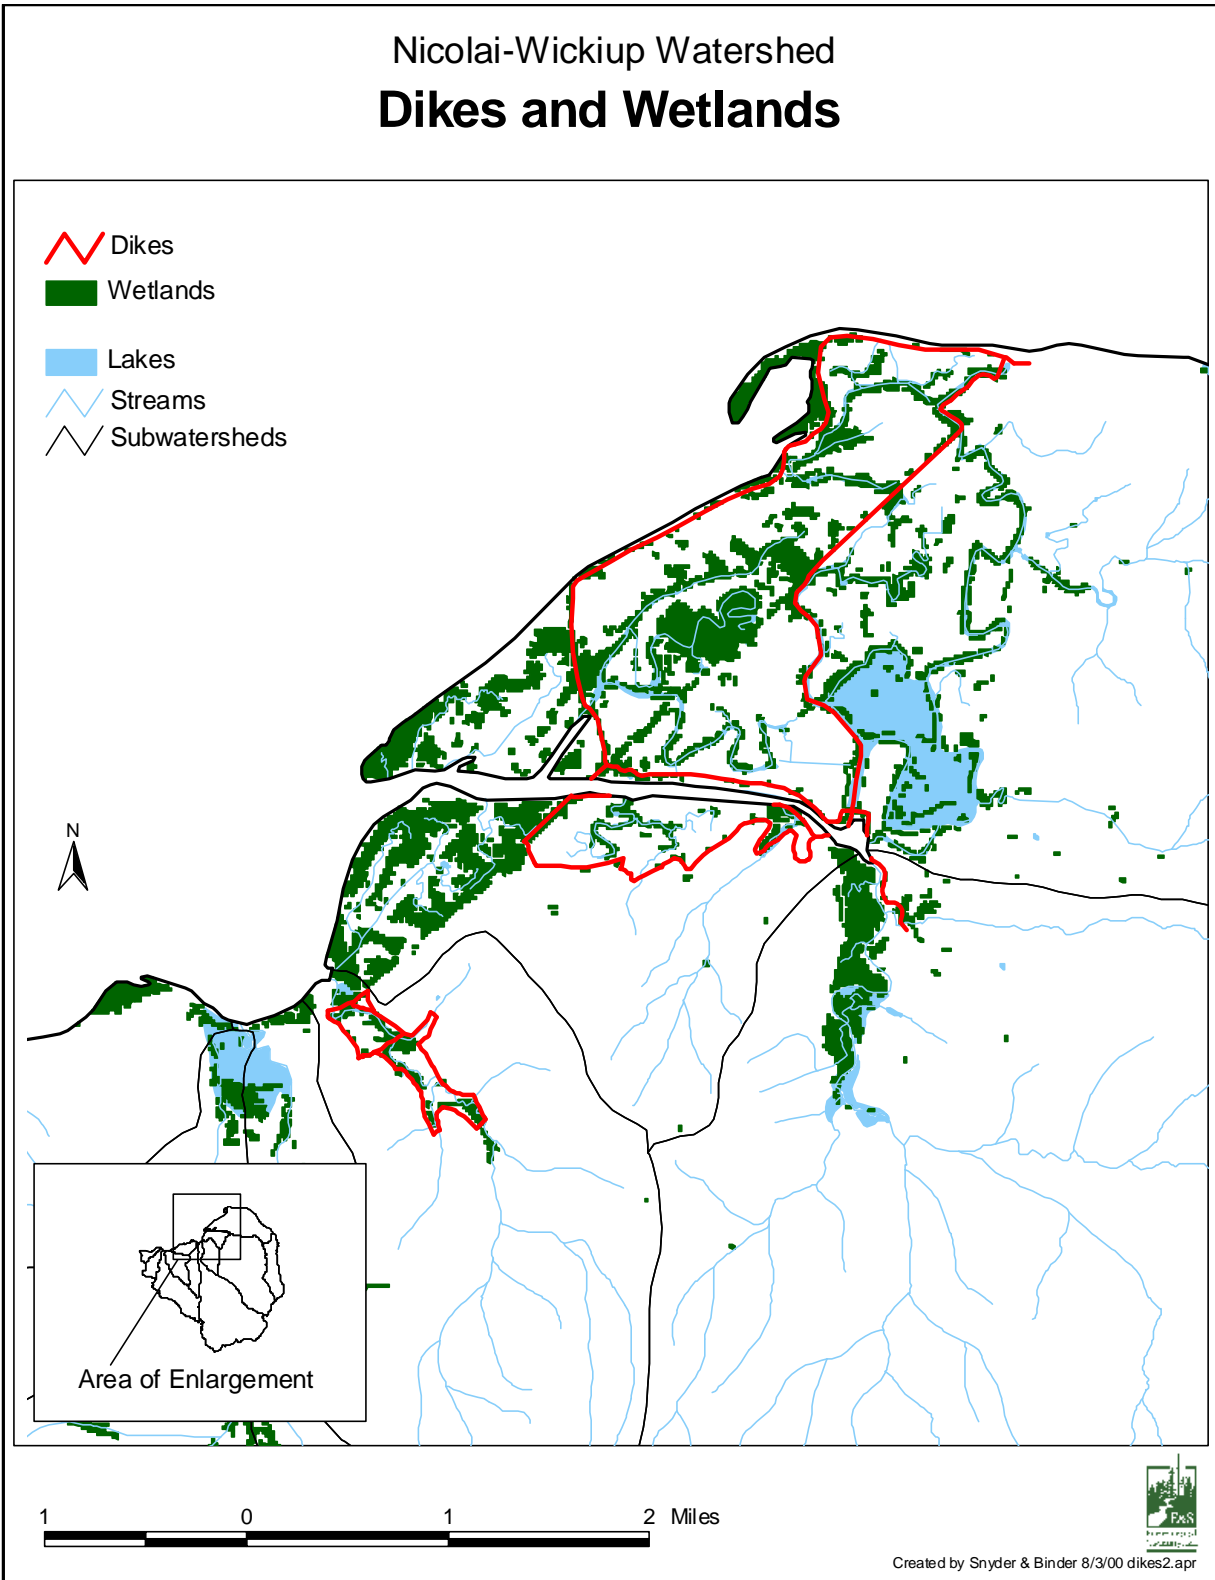 Nicolai-Wickiup Watershed
Dikes and Wetlands
Dikes
Wetlands
Lakes
Streams
Subwatersheds
N
Area of Enlargement
1 0 1 2 Miles
E&S
Created by Snyder & Binder 8/3/00 dikes2.apr